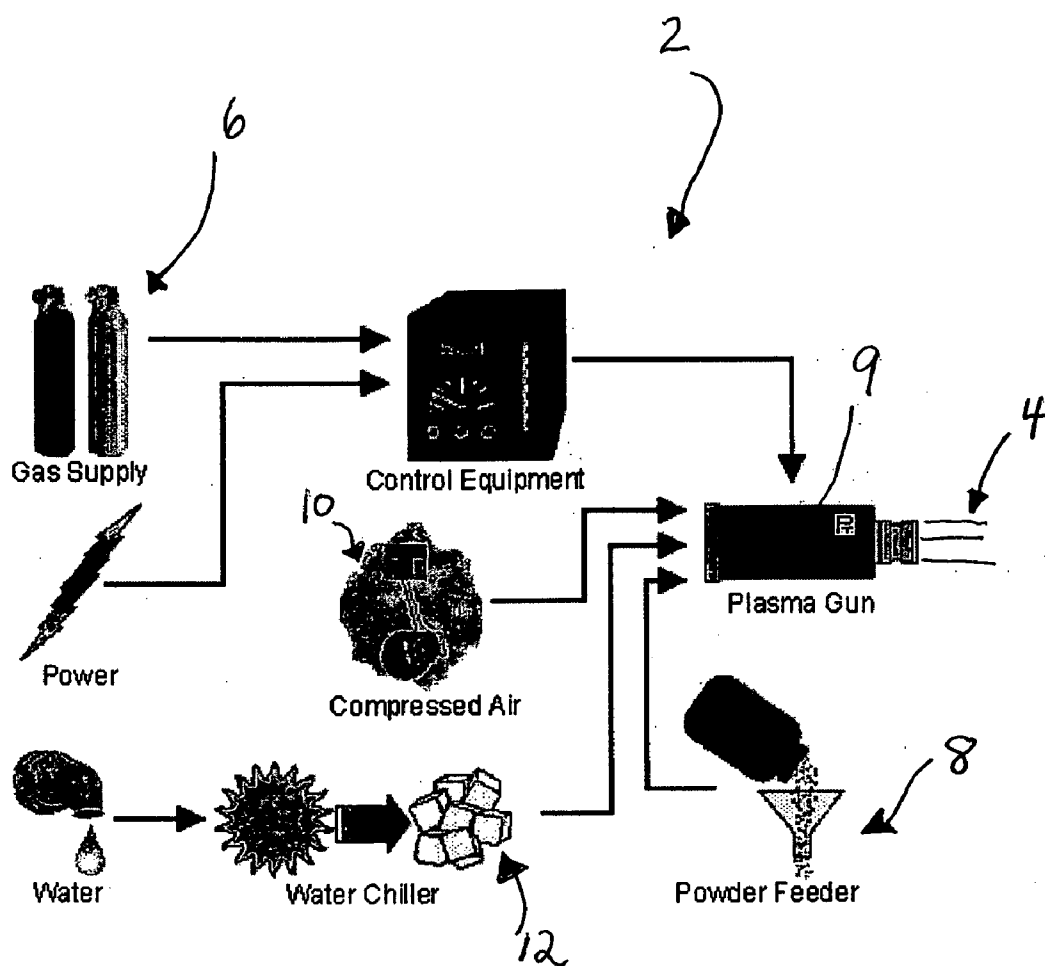 2
6
Gas Supply
Control Equipment
9
4
10
Plasma Gun
Power
Compressed Air
8
Water
Water Chiller
Powder Feeder
12